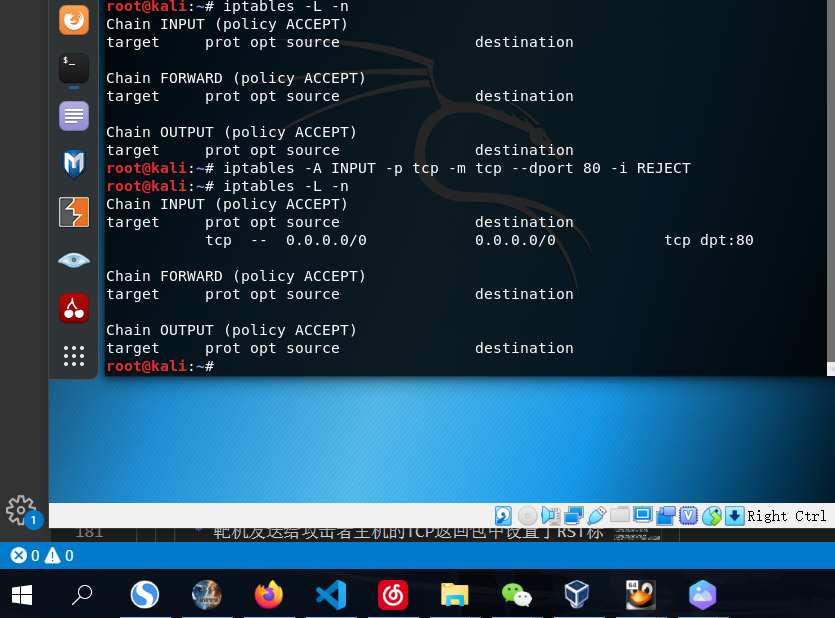 root@kali:~# iptables -L -n
Chain INPUT (policy ACCEPT)
target     prot opt source               destination
Chain FORWARD (policy ACCEPT)
target     prot opt source               destination
Chain OUTPUT (policy ACCEPT)
target     prot opt source               destination
root@kali:~# iptables -A INPUT -p tcp -m tcp --dport 80 -i REJECT
root@kali:~# iptables -L -n
Chain INPUT (policy ACCEPT)
target     prot opt source               destination
           tcp  --  0.0.0.0/0            0.0.0.0/0            tcp dpt:80
Chain FORWARD (policy ACCEPT)
target     prot opt source               destination
Chain OUTPUT (policy ACCEPT)
target     prot opt source               destination
root@kali:~#
Right Ctrl
1
181 * 靶机发送给攻击者主机的TCP返回包中设置了RST标
0 0
64